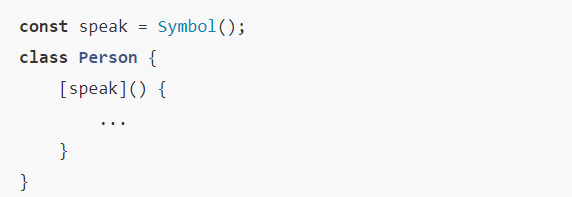 const speak = Symbol();
class Person {
    [speak]() {
        ...
    }
}